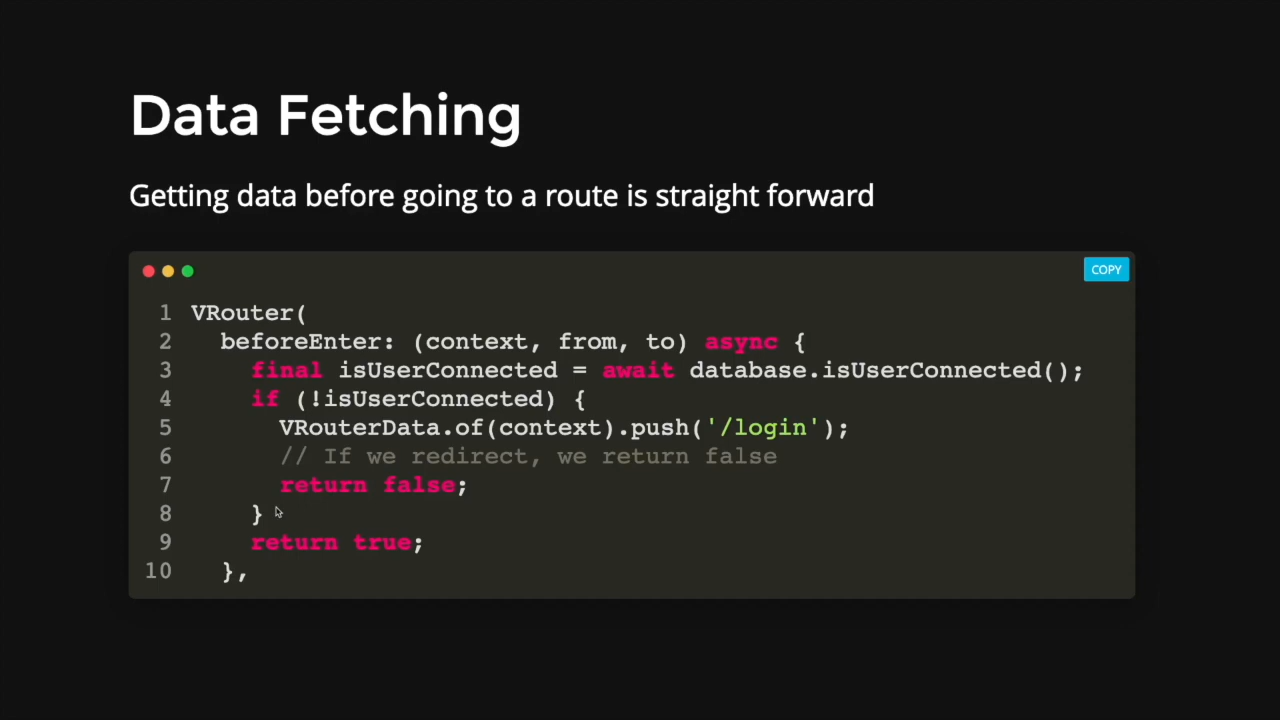 Data Fetching
Getting data before going to a route is straight forward
COPY
1 VRouter(
2   beforeEnter: (context, from, to) async {
3     final isUserConnected = await database.isUserConnected();
4     if (!isUserConnected) {
5       VRouterData.of(context).push('/login');
6       // If we redirect, we return false
7       return false;
8     }
9     return true;
10   },